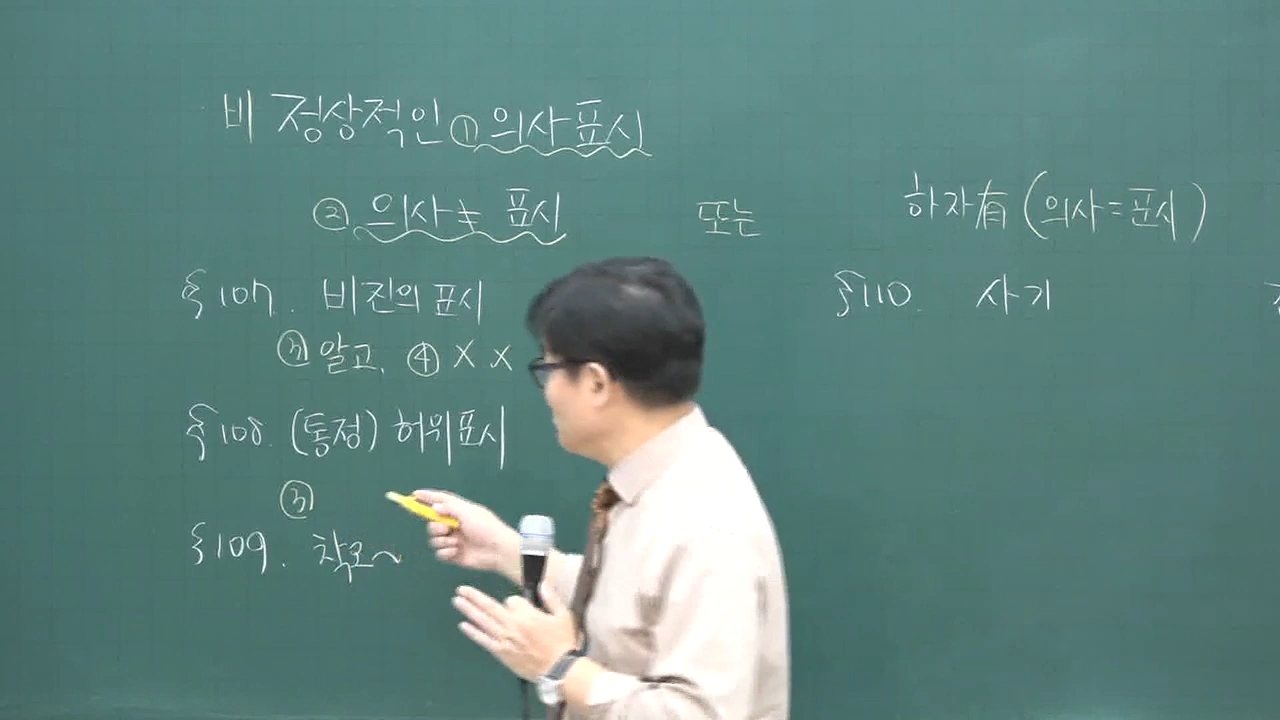 비 정상적인 ① 의사표시
② 의사 ≠ 표시 또는 하자有 (의사=표시)
§107. 비진의 표시 §110. 사기
③ 알고, ④ X X
§108. (통정) 허위표시
③
§109. 착오~